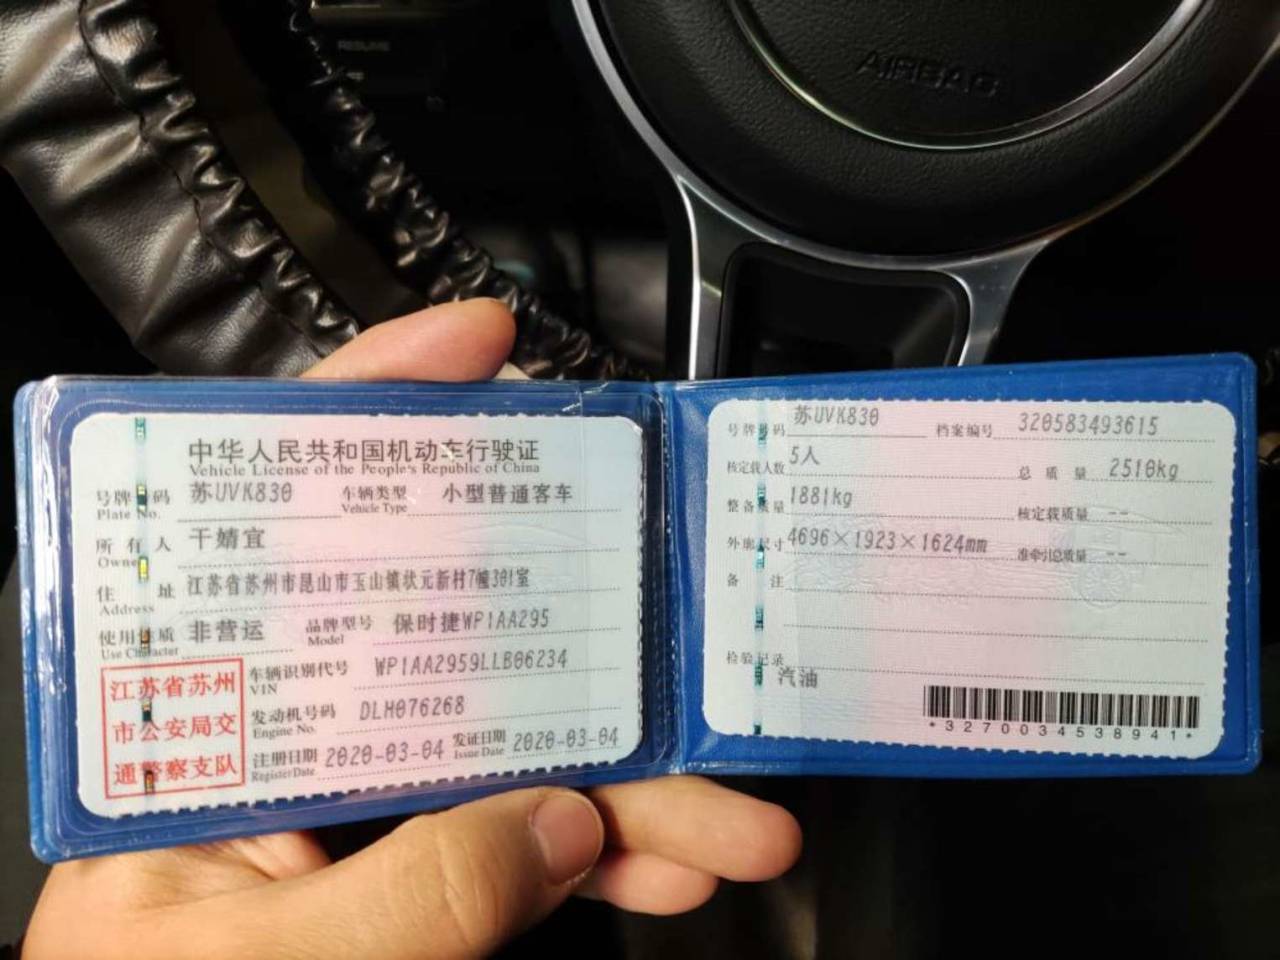 RESUME
AIRBAG
中华人民共和国机动车行驶证
Vehicle License of the People's Republic of China
号牌号码 苏UVK830 车辆类型 小型普通客车
Plate No. Vehicle Type
所有人 干婧宜
Owner
住址 江苏省苏州市昆山市玉山镇状元新村7幢301室
Address
使用性质 非营运 品牌型号 保时捷WP1AA295
Use Character Model
江苏省苏州
市公安局交
通警察支队
车辆识别代号 WP1AA2959LLB06234
VIN
发动机号码 DLH076268
Engine No.
注册日期 2020-03-04 发证日期 2020-03-04
Register Date Issue Date
号牌号码 苏UVK830 档案编号 320583493615
核定载人数 5人 总质量 2510kg
整备质量 1881kg 核定载质量 --
外廓尺寸 4696×1923×1624mm 准牵引总质量 --
备注
检验记录
汽油
*3270034538941*